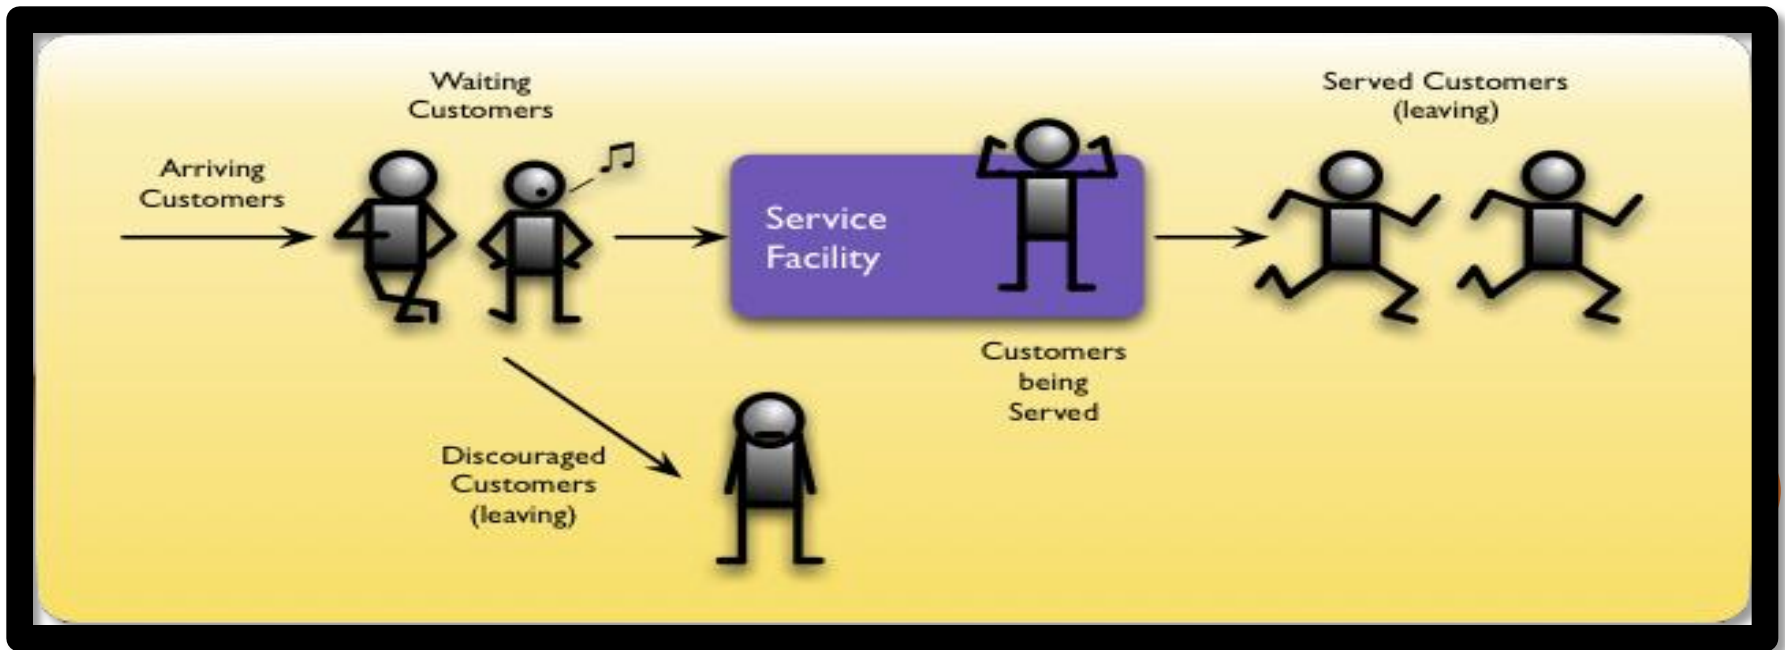 Arriving
Customers
Waiting
Customers
Service
Facility
Customers
being
Served
Served Customers
(leaving)
Discouraged
Customers
(leaving)